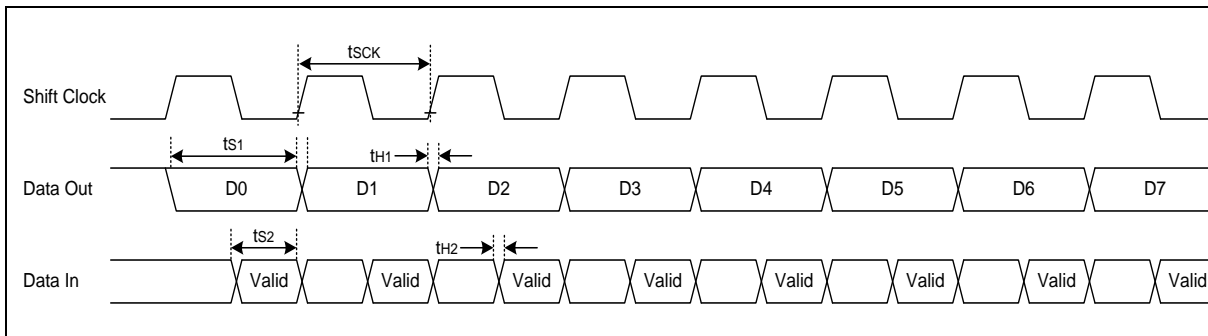 tSCK
Shift Clock
tS1
tH1
Data Out D0 D1 D2 D3 D4 D5 D6 D7
tS2
tH2
Data In Valid Valid Valid Valid Valid Valid Valid Valid